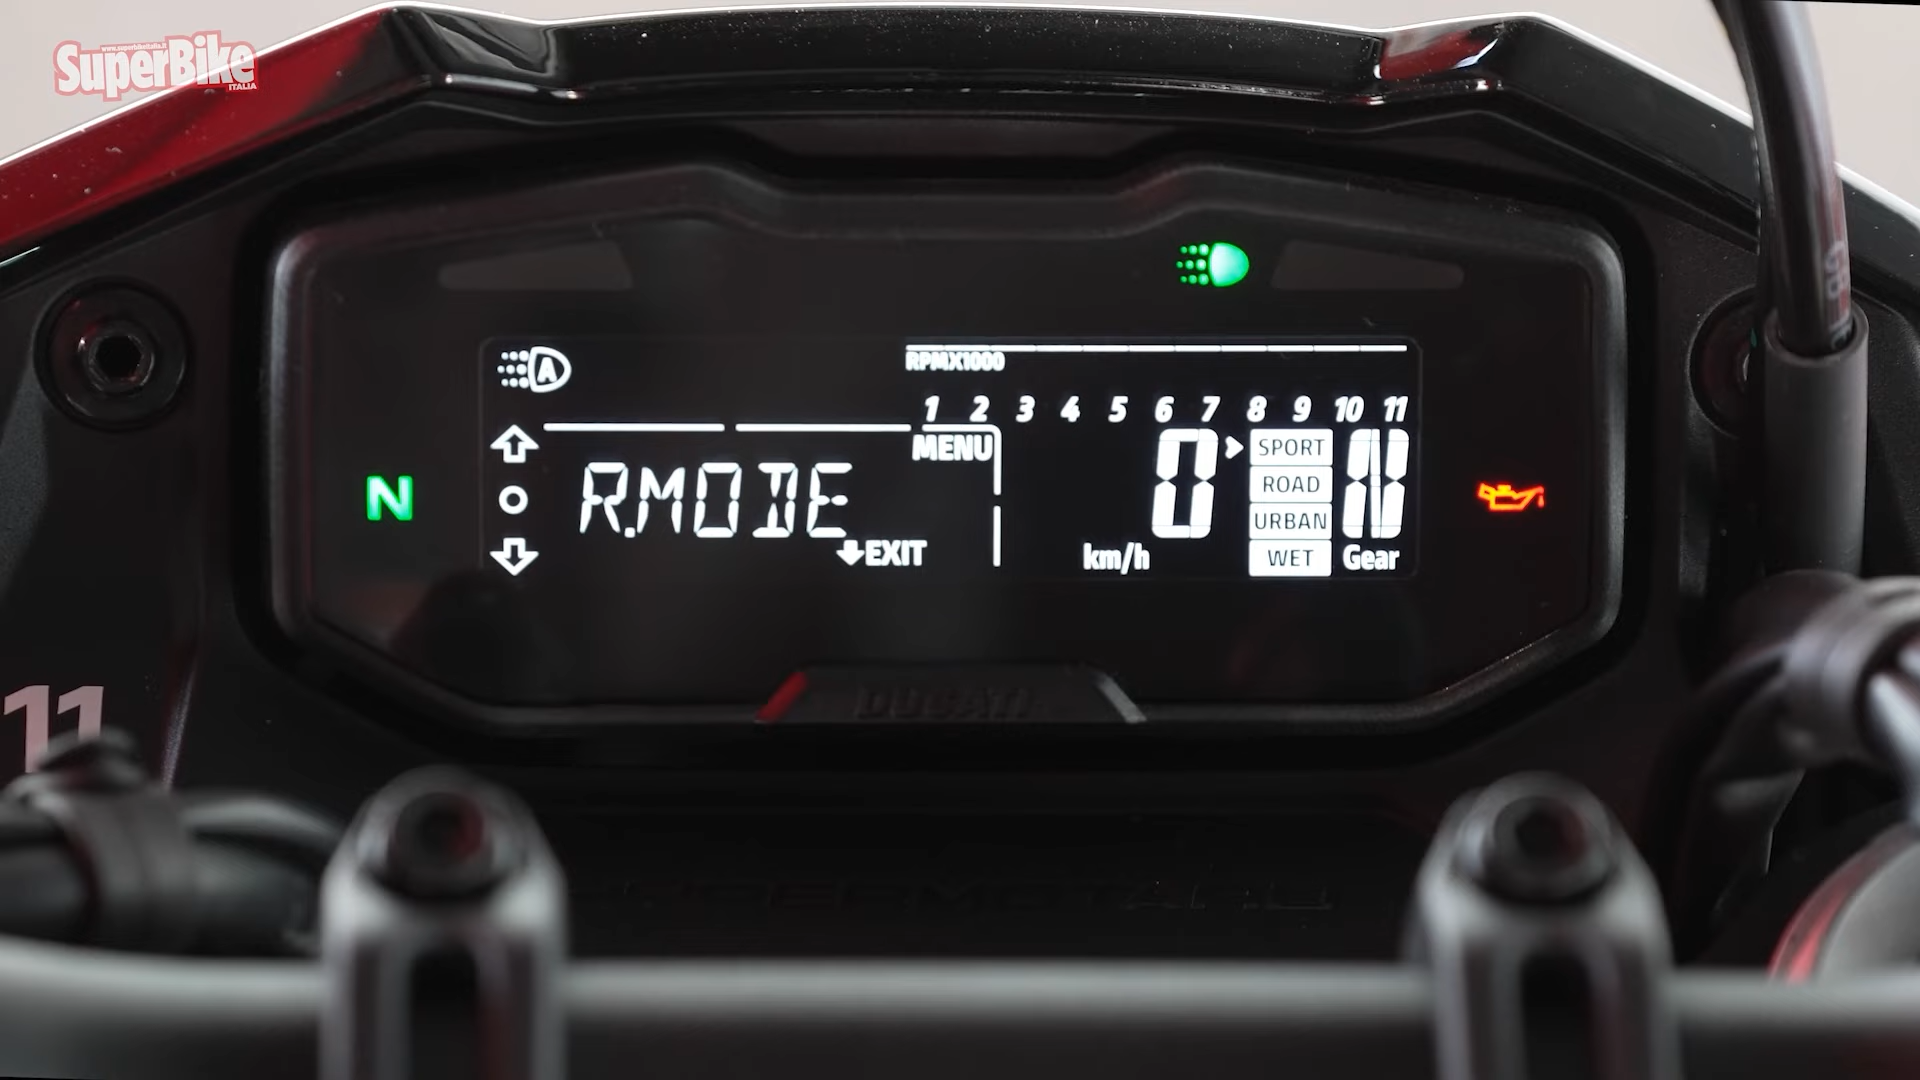 www.superbikeitalia.it
SuperBike
ITALIA
RPMX1000
1 2 3 4 5 6 7 8 9 10 11
A
MENU
R.MODE
EXIT
0
km/h
SPORT
ROAD
URBAN
WET
N
Gear
N
DUCATI
11